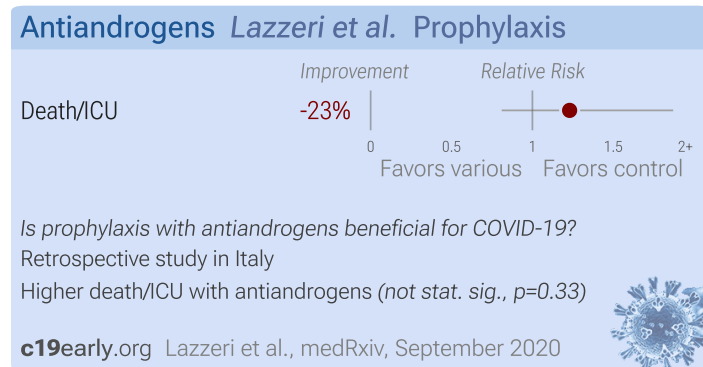 Antiandrogens Lazzeri et al. Prophylaxis
Improvement Relative Risk
Death/ICU -23%
0 0.5 1 1.5 2+
Favors various Favors control
Is prophylaxis with antiandrogens beneficial for COVID-19?
Retrospective study in Italy
Higher death/ICU with antiandrogens (not stat. sig., p=0.33)
c19early.org Lazzeri et al., medRxiv, September 2020